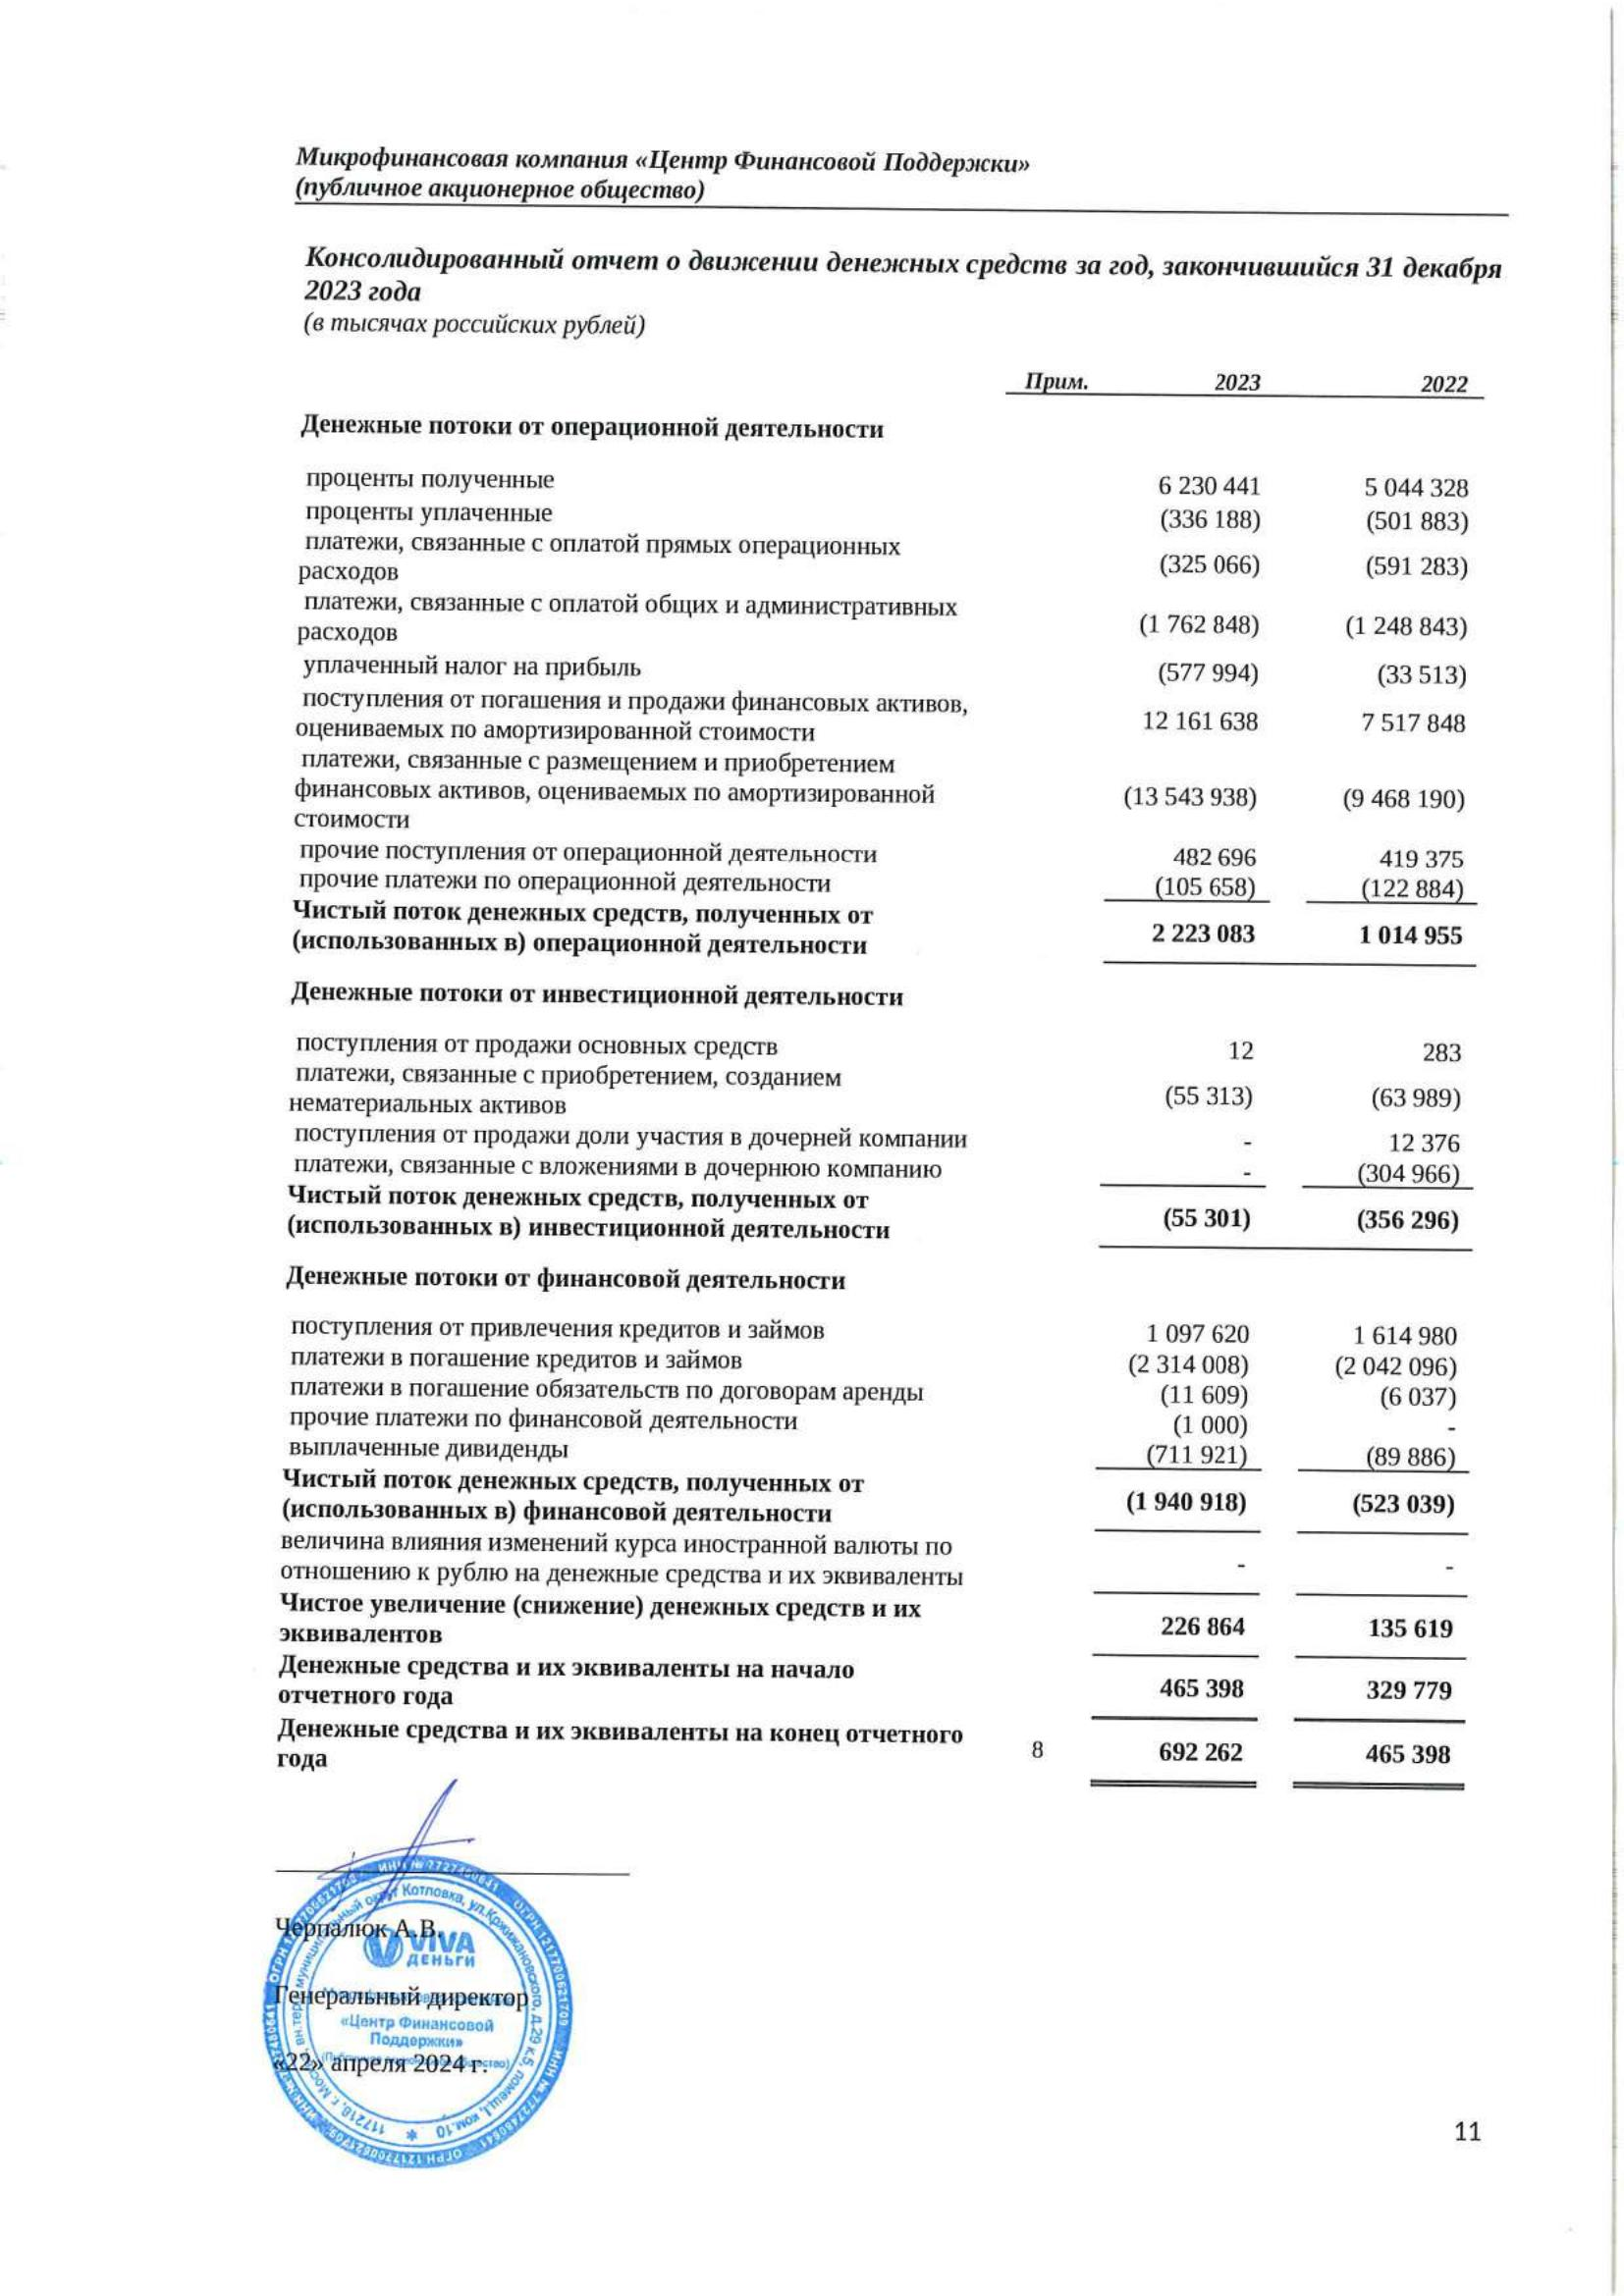 Микрофинансовая компания «Центр Финансовой Поддержки»
(публичное акционерное общество)
Консолидированный отчет о движении денежных средств за год, закончившийся 31 декабря
2023 года
(в тысячах российских рублей)
Прим. 2023 2022
Денежные потоки от операционной деятельности
проценты полученные 6 230 441 5 044 328
проценты уплаченные (336 188) (501 883)
платежи, связанные с оплатой прямых операционных
расходов (325 066) (591 283)
платежи, связанные с оплатой общих и административных
расходов (1 762 848) (1 248 843)
уплаченный налог на прибыль (577 994) (33 513)
поступления от погашения и продажи финансовых активов,
оцениваемых по амортизированной стоимости 12 161 638 7 517 848
платежи, связанные с размещением и приобретением
финансовых активов, оцениваемых по амортизированной (13 543 938) (9 468 190)
стоимости
прочие поступления от операционной деятельности 482 696 419 375
прочие платежи по операционной деятельности (105 658) (122 884)
Чистый поток денежных средств, полученных от
(использованных в) операционной деятельности 2 223 083 1 014 955
Денежные потоки от инвестиционной деятельности
поступления от продажи основных средств 12 283
платежи, связанные с приобретением, созданием
нематериальных активов (55 313) (63 989)
поступления от продажи доли участия в дочерней компании - 12 376
платежи, связанные с вложениями в дочернюю компанию - (304 966)
Чистый поток денежных средств, полученных от
(использованных в) инвестиционной деятельности (55 301) (356 296)
Денежные потоки от финансовой деятельности
поступления от привлечения кредитов и займов 1 097 620 1 614 980
платежи в погашение кредитов и займов (2 314 008) (2 042 096)
платежи в погашение обязательств по договорам аренды (11 609) (6 037)
прочие платежи по финансовой деятельности (1 000) -
выплаченные дивиденды (711 921) (89 886)
Чистый поток денежных средств, полученных от
(использованных в) финансовой деятельности (1 940 918) (523 039)
величина влияния изменений курса иностранной валюты по
отношению к рублю на денежные средства и их эквиваленты - -
Чистое увеличение (снижение) денежных средств и их
эквивалентов 226 864 135 619
Денежные средства и их эквиваленты на начало
отчетного года 465 398 329 779
Денежные средства и их эквиваленты на конец отчетного
года 8 692 262 465 398
Черпалюк А.В.
VIVA
ДЕНЬГИ
Генеральный директор
«Центр Финансовой
Поддержки»
«22» апреля 2024 г.
117218, г. Москва, вн.тер.г. муниципальный округ Котловка, ул.Кржижановского, д.29 к.5, помещ.I, ком.10
ОГРН 1217700621709 ИНН № 7727480641
11